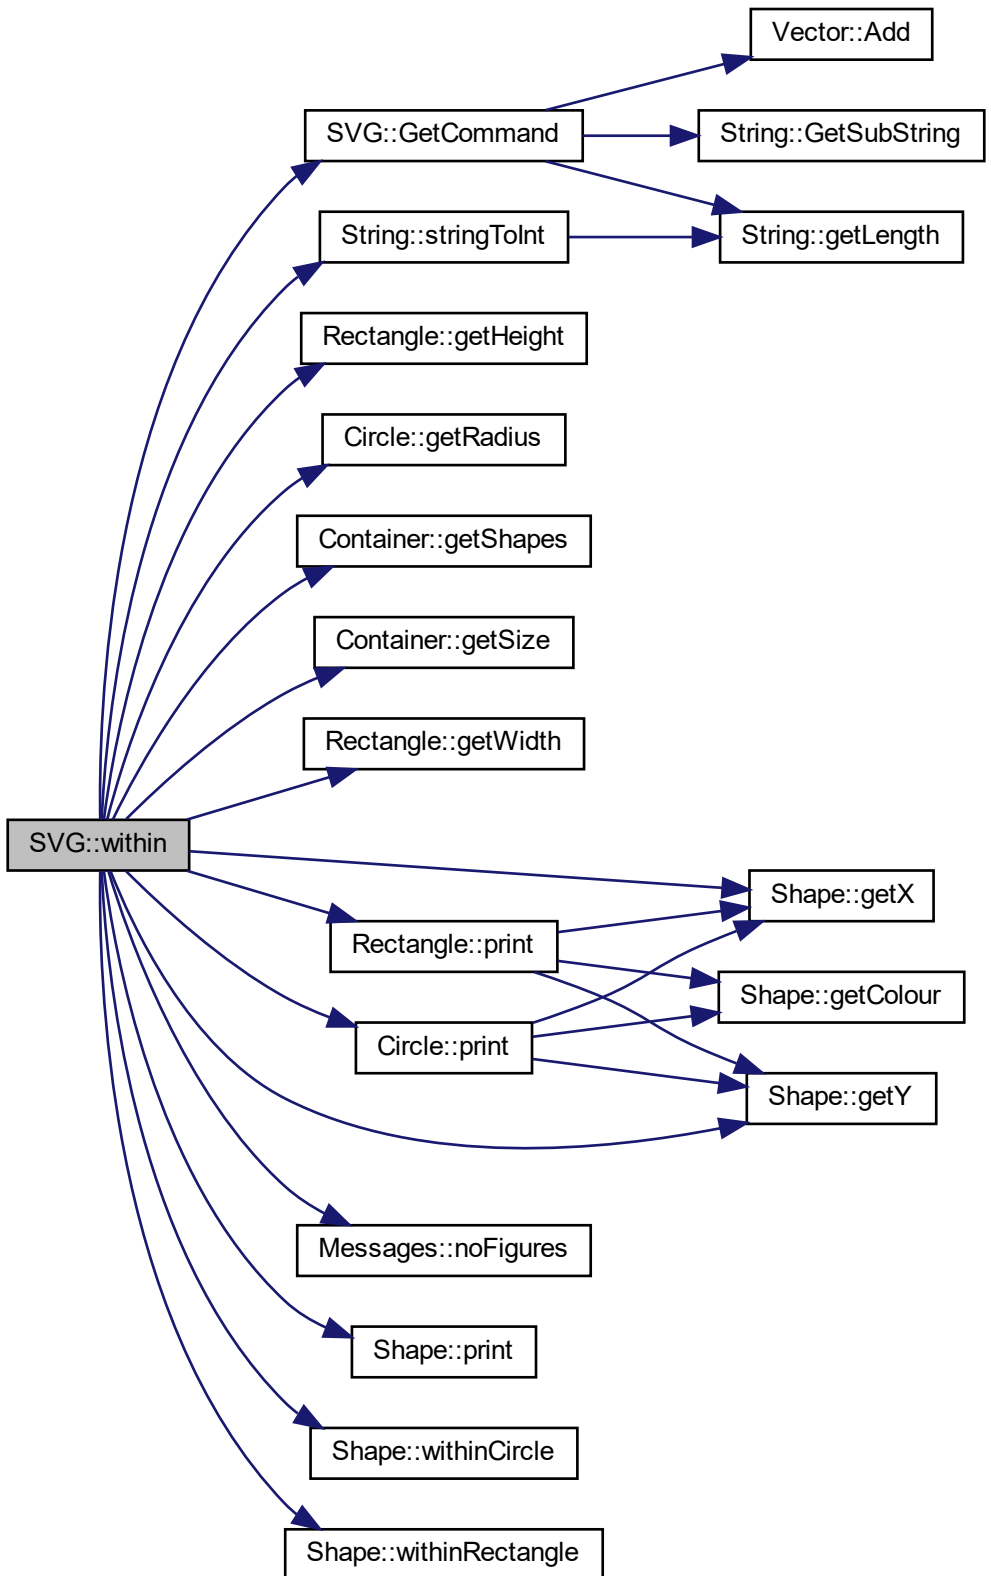 Vector::Add
SVG::GetCommand
String::GetSubString
String::stringToInt
String::getLength
Rectangle::getHeight
Circle::getRadius
Container::getShapes
Container::getSize
Rectangle::getWidth
SVG::within
Shape::getX
Rectangle::print
Shape::getColour
Circle::print
Shape::getY
Messages::noFigures
Shape::print
Shape::withinCircle
Shape::withinRectangle